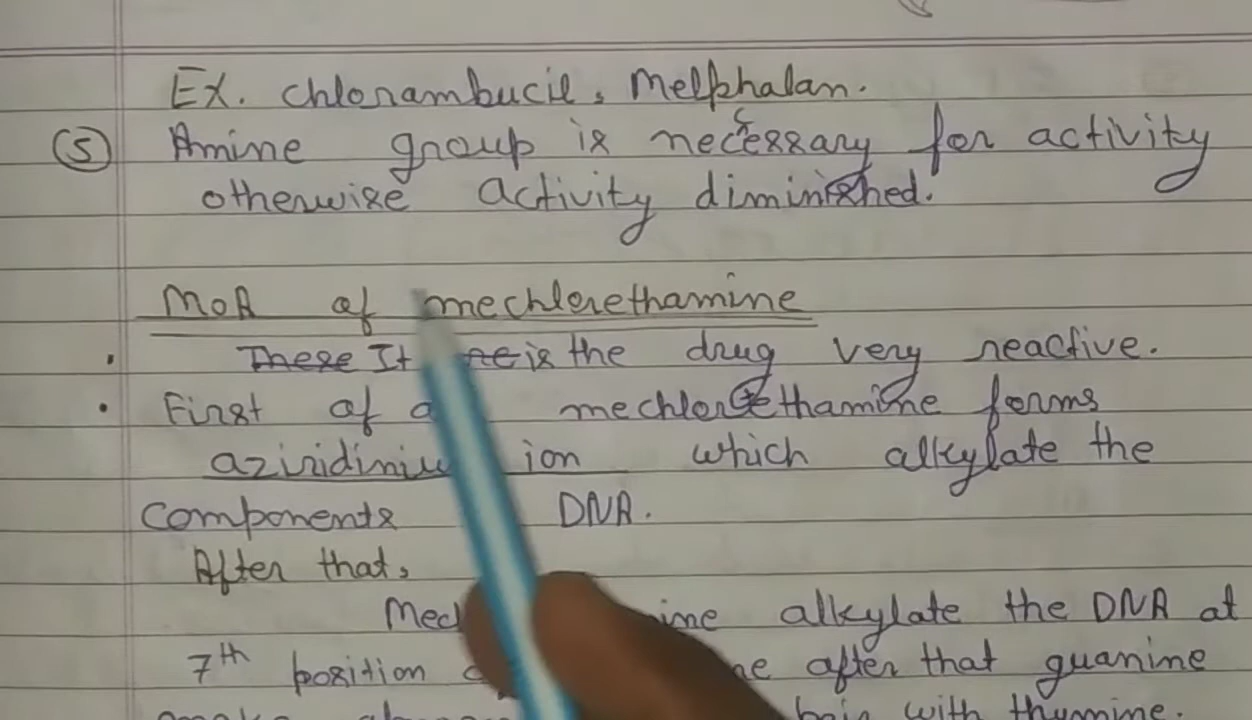 Ex. Chlorambucil, Melphalan.
(5) Amine group is necessary for activity
otherwise activity diminished.
MOA of mechlorethamine
· These It is the drug very reactive.
· First of mechlorethamine forms
ion which alkylate the
components DNA.
After that,
alkylate the DNA at
7th position after that guanine
with thymine.